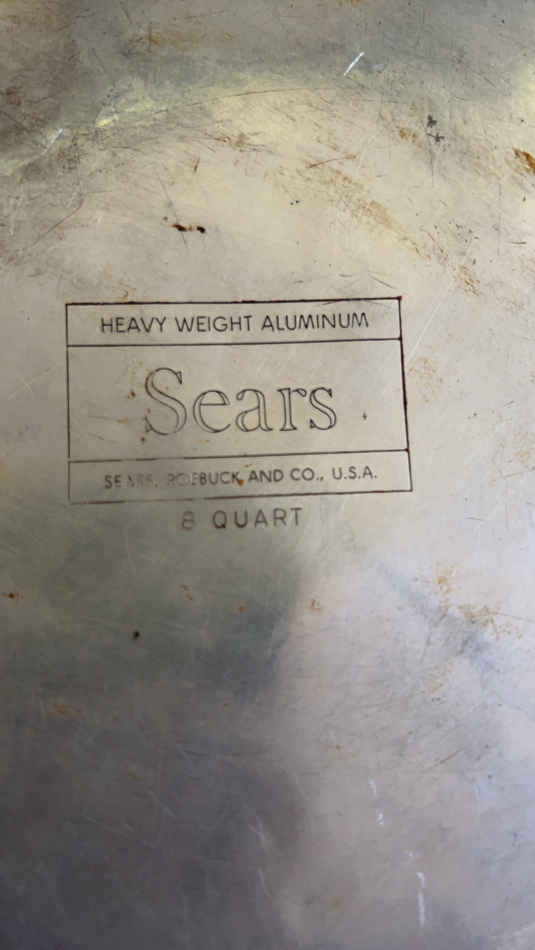 HEAVY WEIGHT ALUMINUM
Sears
SEARS, ROEBUCK AND CO., U.S.A.
8 QUART